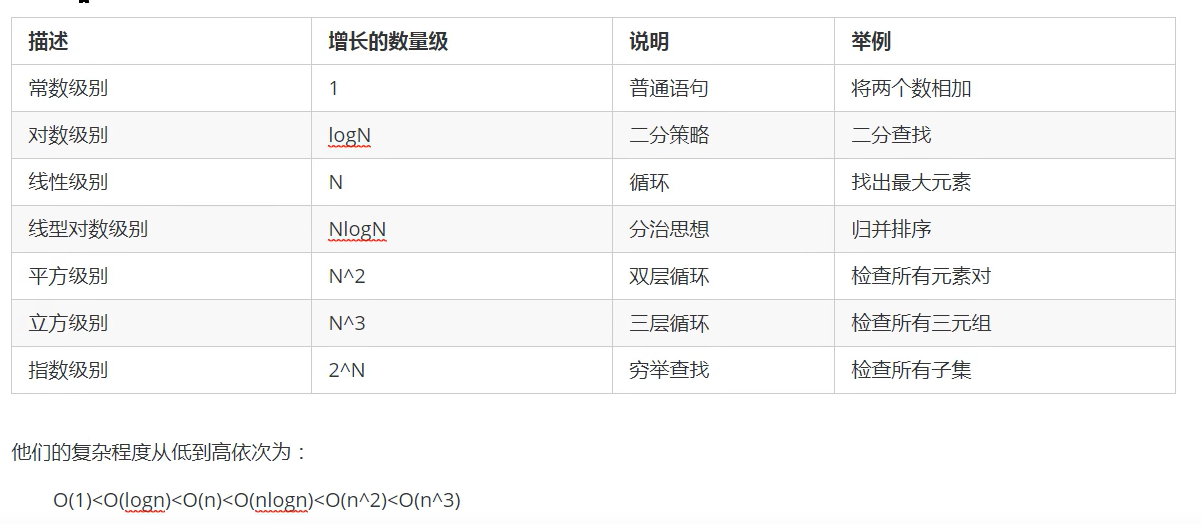 描述 增长的数量级 说明 举例
常数级别 1 普通语句 将两个数相加
对数级别 logN 二分策略 二分查找
线性级别 N 循环 找出最大元素
线型对数级别 NlogN 分治思想 归并排序
平方级别 N^2 双层循环 检查所有元素对
立方级别 N^3 三层循环 检查所有三元组
指数级别 2^N 穷举查找 检查所有子集
他们的复杂程度从低到高依次为：
O(1)<O(logn)<O(n)<O(nlogn)<O(n^2)<O(n^3)